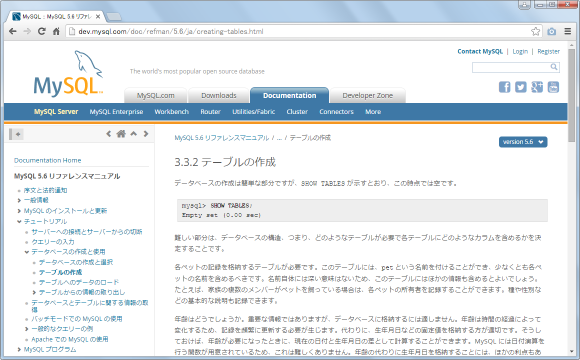 MySQL :: MySQL 5.6 リファ
dev.mysql.com/doc/refman/5.6/ja/creating-tables.html
Contact MySQL | Login | Register
MySQL
The world's most popular open source database
MySQL.com Downloads Documentation Developer Zone
MySQL Server MySQL Enterprise Workbench Router Utilities/Fabric Cluster Connectors More
Documentation Home
MySQL 5.6 リファレンスマニュアル
序文と法的通知
一般情報
MySQL のインストールと更新
チュートリアル
サーバーへの接続とサーバーからの切断
クエリーの入力
データベースの作成と使用
データベースの作成と選択
テーブルの作成
テーブルへのデータのロード
テーブルからの情報の取り出し
データベースとテーブルに関する情報の取得
バッチモードでの MySQL の使用
一般的なクエリーの例
Apache での MySQL の使用
MySQL プログラム
MySQL 5.6 リファレンスマニュアル / ... / テーブルの作成
version 5.6
3.3.2 テーブルの作成
データベースの作成は簡単な部分ですが、SHOW TABLES が示すとおり、この時点では空です。
mysql> SHOW TABLES;
Empty set (0.00 sec)
難しい部分は、データベースの構造、つまり、どのようなテーブルが必要で各テーブルにどのようなカラムを含めるかを決
定することです。
各ペットの記録を格納するテーブルが必要です。このテーブルには、pet という名前を付けることができ、少なくとも各ペ
ットの名前を含めるべきです。名前自体には深い意味はないため、このテーブルにはほかの情報も含めるとよいでしょう。
たとえば、家族の複数のメンバーがペットを飼っている場合は、各ペットの所有者を記録することができます。種や性別な
どの基本的な説明も記録できます。
年齢はどうでしょうか。重要な情報ではありますが、データベースに格納するには適しません。年齢は時間の経過によって
変化するため、記録を頻繁に更新する必要が生じます。代わりに、生年月日などの固定値を格納する方が適切です。そうし
ておけば、年齢が必要になったときに、現在の日付と生年月日の差として計算することができます。MySQL には日付演算
を行う関数が用意されているため、これは難しくありません。年齢の代わりに生年月日を格納することには、ほかの利点もあ